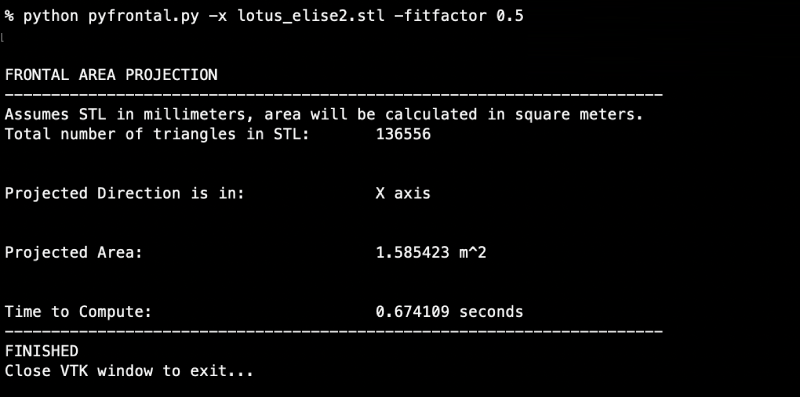 % python pyfrontal.py -x lotus_elise2.stl -fitfactor 0.5
FRONTAL AREA PROJECTION
-----------------------------------------------------------------------
Assumes STL in millimeters, area will be calculated in square meters.
Total number of triangles in STL: 136556
Projected Direction is in: X axis
Projected Area: 1.585423 m^2
Time to Compute: 0.674109 seconds
-----------------------------------------------------------------------
FINISHED
Close VTK window to exit...